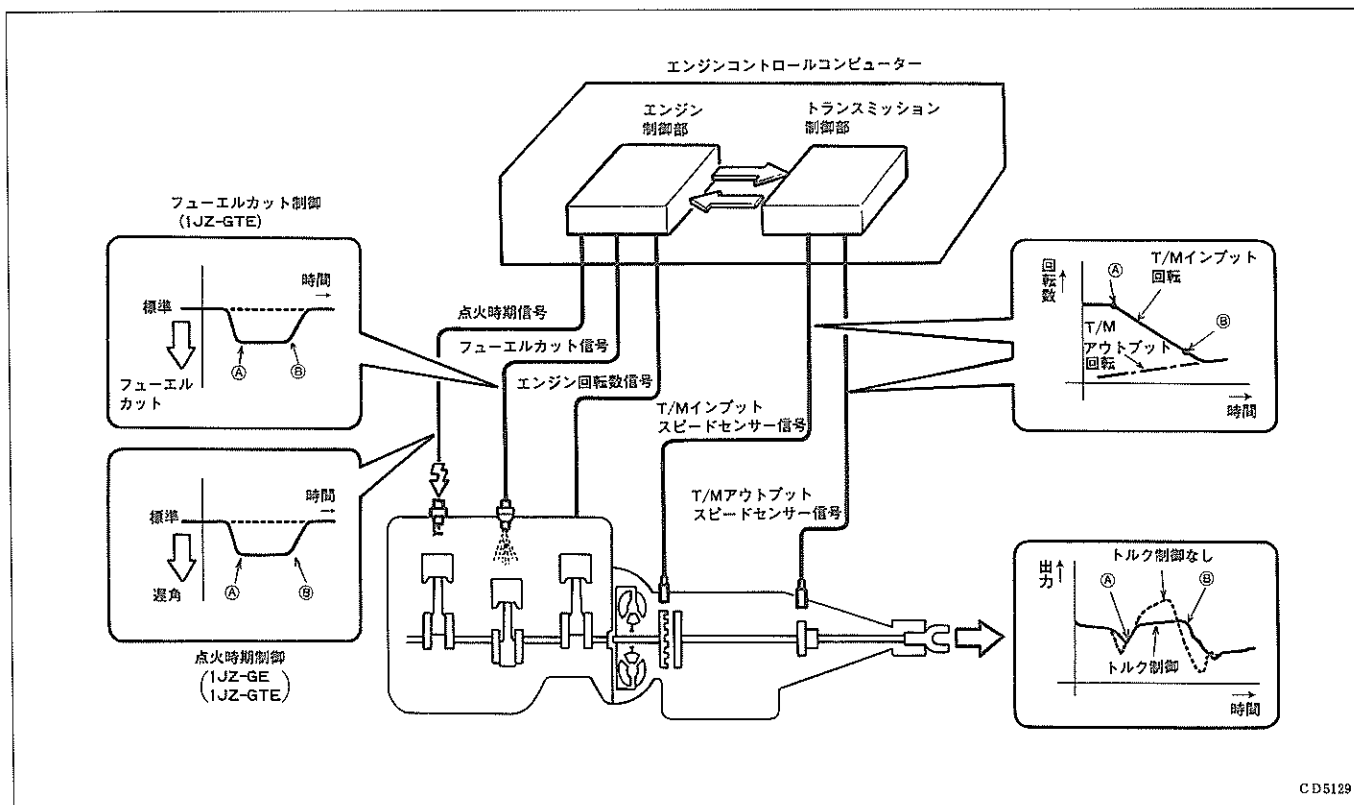 エンジンコントロールコンピューター
エンジン
制御部
トランスミッション
制御部
フューエルカット制御
(1JZ-GTE)
時間
標準
フューエル
カット
Ⓐ
Ⓑ
点火時期信号
フューエルカット信号
エンジン回転数信号
T/Mインプット
スピードセンサー信号
T/Mアウトプット
スピードセンサー信号
回転数
Ⓐ
T/Mインプット
回転
Ⓑ
T/M
アウトプット
回転
時間
時間
標準
遅角
Ⓐ
Ⓑ
点火時期制御
(1JZ-GE
1JZ-GTE)
出力
トルク制御なし
Ⓐ
Ⓑ
トルク制御
時間
CD5129